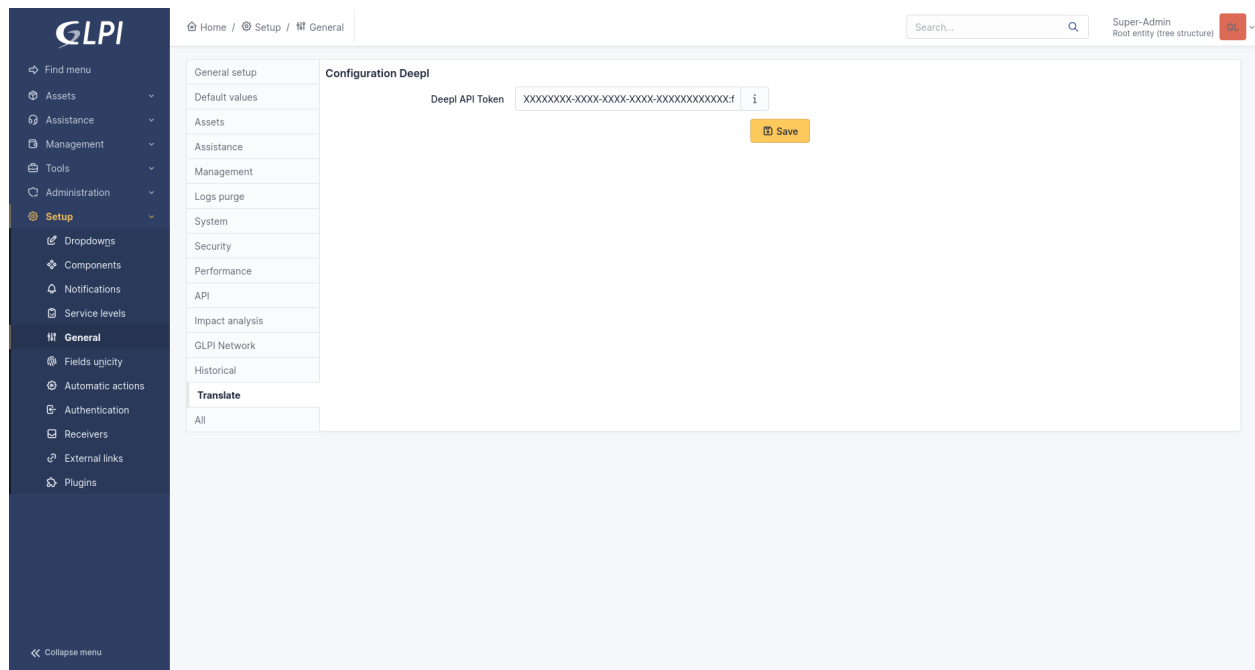 GLPI
Home / Setup / General
Search...
Super-Admin
Root entity (tree structure)
GL
Find menu
Assets
Assistance
Management
Tools
Administration
Setup
Dropdowns
Components
Notifications
Service levels
General
Fields unicity
Automatic actions
Authentication
Receivers
External links
Plugins
Collapse menu
General setup
Default values
Assets
Assistance
Management
Logs purge
System
Security
Performance
API
Impact analysis
GLPI Network
Historical
Translate
All
Configuration Deepl
Deepl API Token XXXXXXXX-XXXX-XXXX-XXXX-XXXXXXXXXXXX:f i
Save